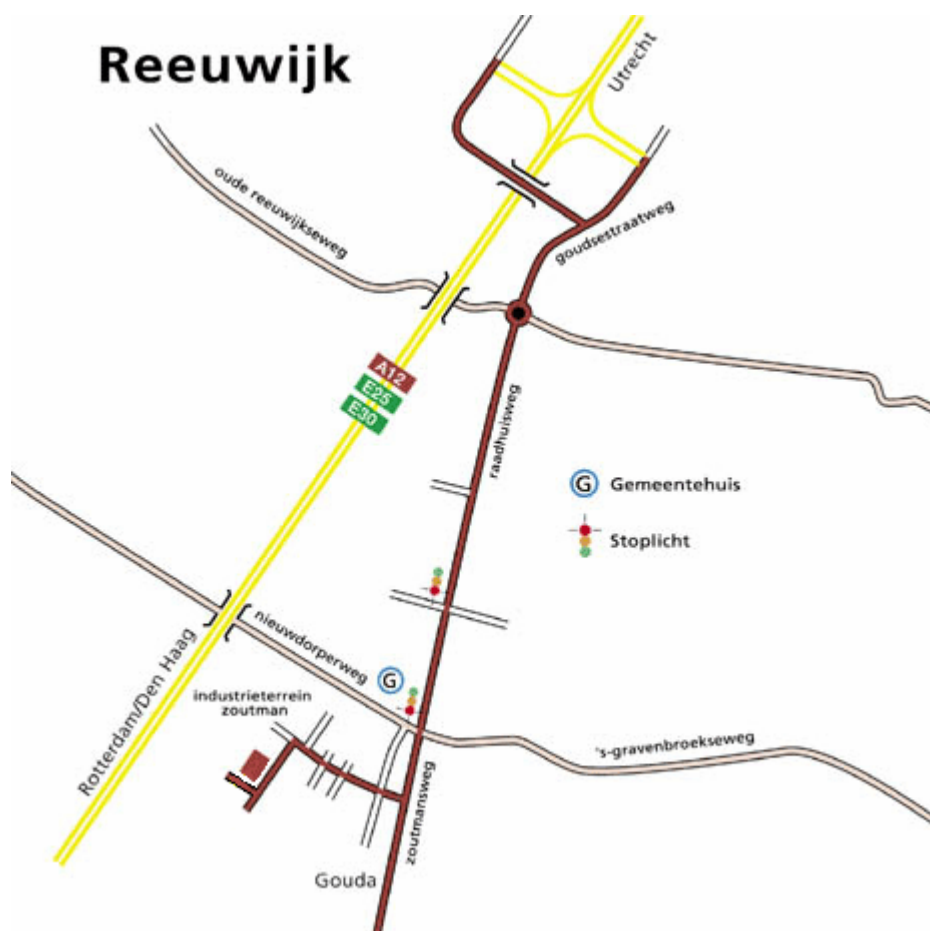 Reeuwijk
Utrecht
oude reeuwijkseweg
goudsestraatweg
A12
E25
E30
raadhuisweg
G Gemeentehuis
Stoplicht
nieuwdorperweg
Rotterdam/Den Haag
G
industrieterrein
zoutman
's-gravenbroekseweg
zoutmansweg
Gouda